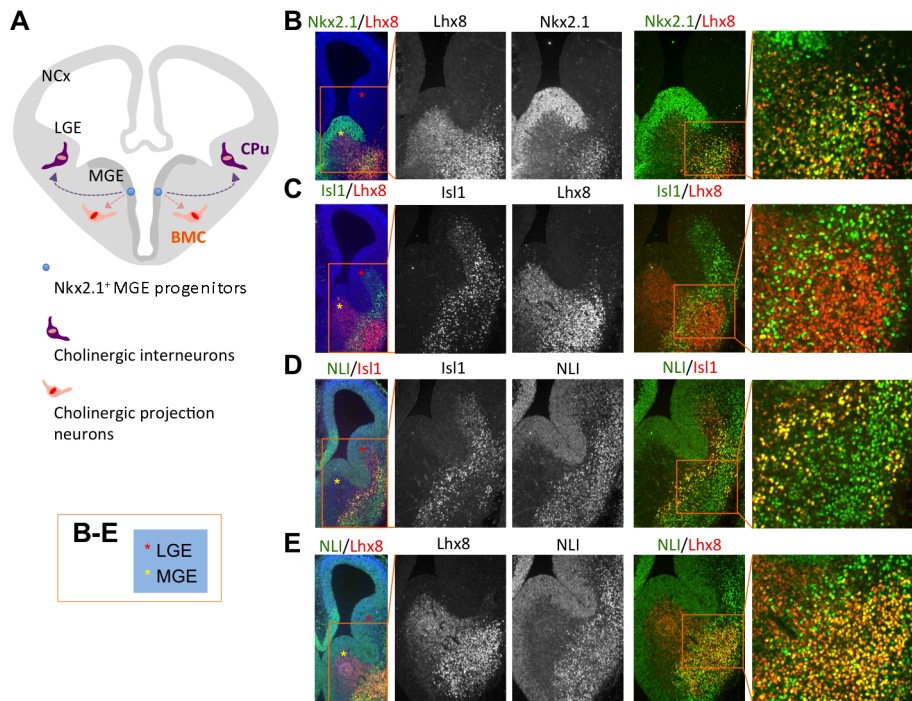 A
NCx
LGE
CPu
MGE
BMC
Nkx2.1⁺ MGE progenitors
Cholinergic interneurons
Cholinergic projection
neurons
B-E
* LGE
* MGE
B
Nkx2.1/Lhx8 Lhx8 Nkx2.1 Nkx2.1/Lhx8
*
*
C
Isl1/Lhx8 Isl1 Lhx8 Isl1/Lhx8
*
*
D
NLI/Isl1 Isl1 NLI NLI/Isl1
*
*
E
NLI/Lhx8 Lhx8 NLI NLI/Lhx8
*
*